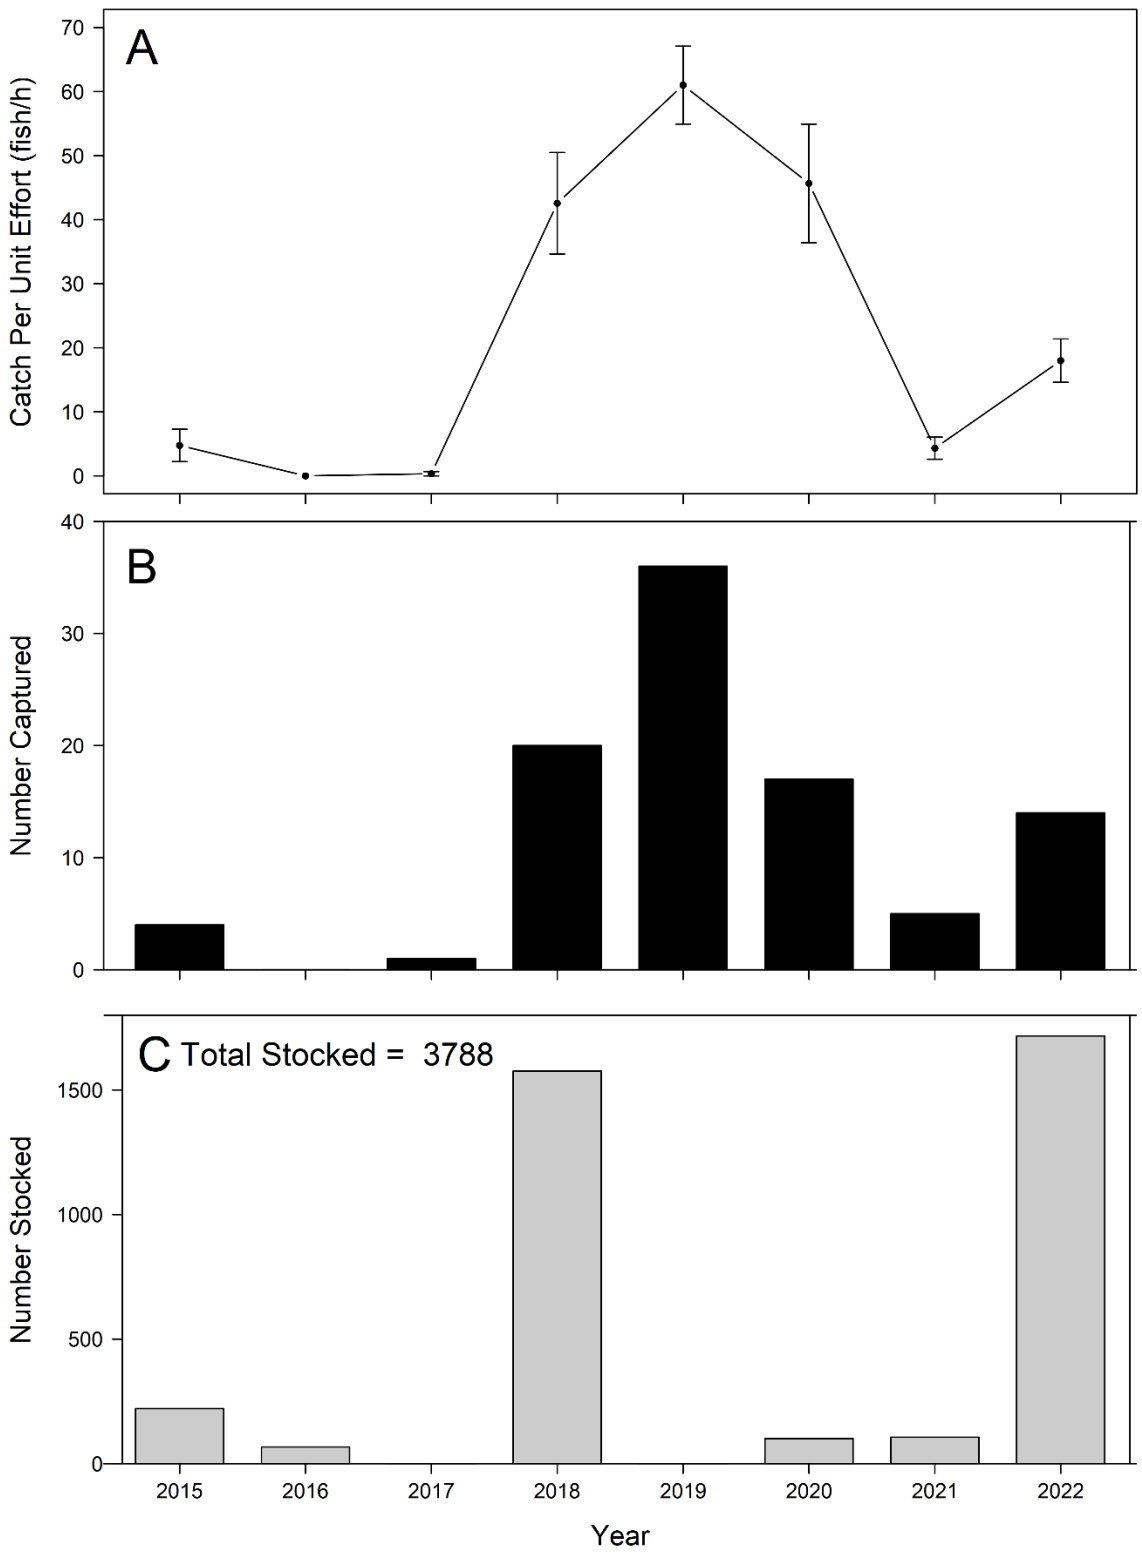 A
Catch Per Unit Effort (fish/h)
70
60
50
40
30
20
10
0
B
Number Captured
40
30
20
10
0
C Total Stocked = 3788
Number Stocked
1500
1000
500
0
2015 2016 2017 2018 2019 2020 2021 2022
Year